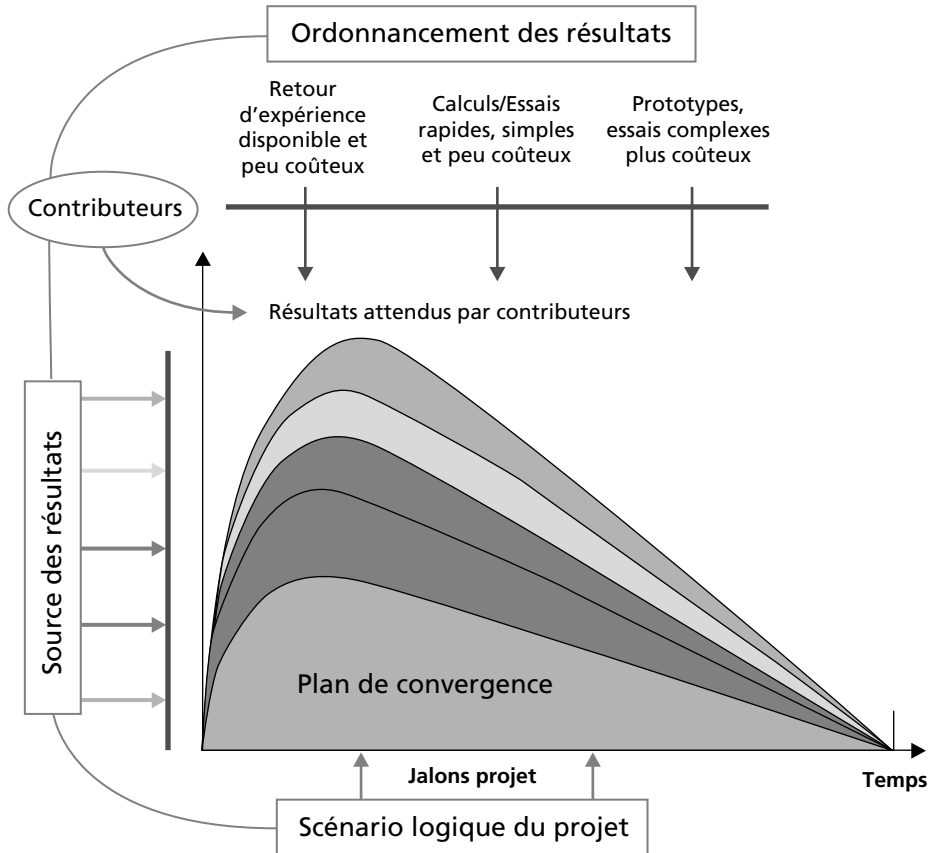 Ordonnancement des résultats
Retour
d’expérience
disponible et
peu coûteux
Calculs/Essais
rapides, simples
et peu coûteux
Prototypes,
essais complexes
plus coûteux
Contributeurs
Résultats attendus par contributeurs
Source des résultats
Plan de convergence
Jalons projet
Temps
Scénario logique du projet